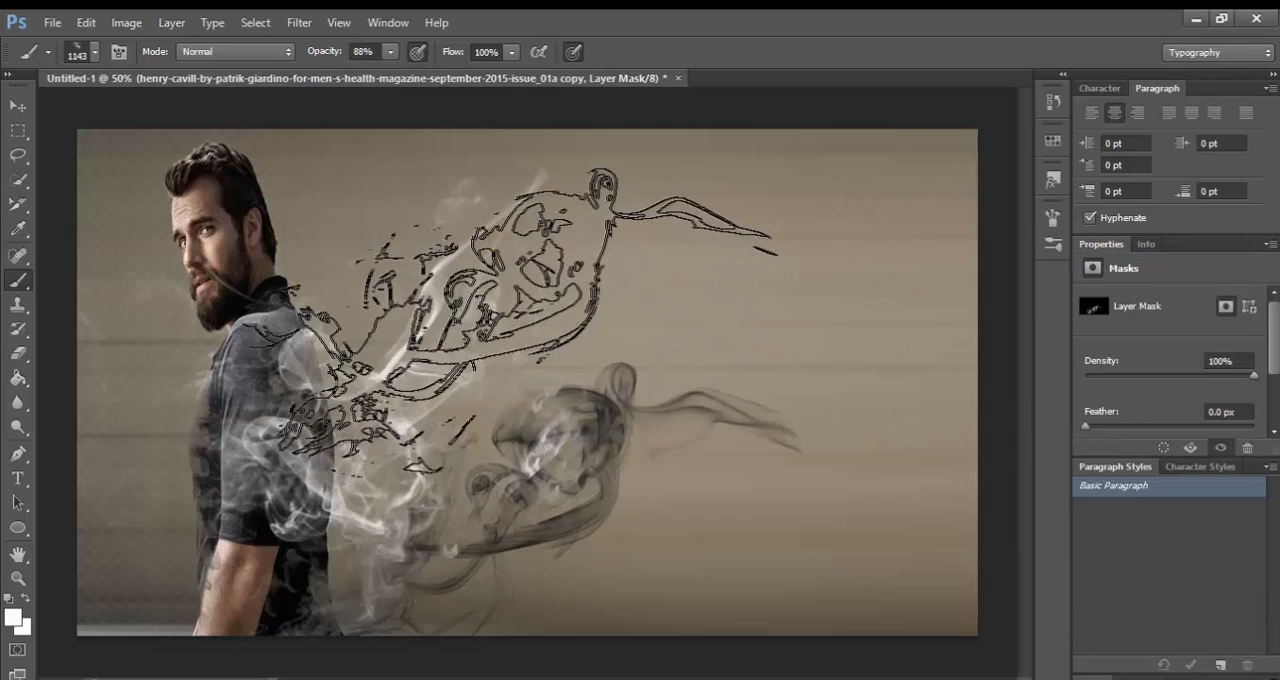 Ps File Edit Image Layer Type Select Filter View Window Help
1143 Mode: Normal Opacity: 88% Flow: 100% Typography
Untitled-1 @ 50% (henry-cavill-by-patrik-giardino-for-men-s-health-magazine-september-2015-issue_01a copy, Layer Mask/8) * ×
Character Paragraph
0 pt 0 pt
0 pt
0 pt 0 pt
Hyphenate
Properties Info
Masks
Layer Mask
Density: 100%
Feather: 0.0 px
Paragraph Styles Character Styles
Basic Paragraph